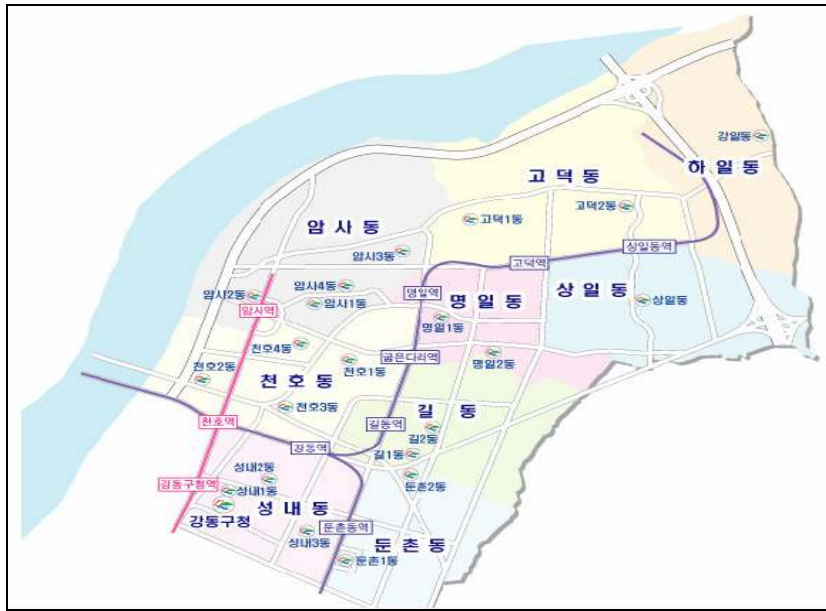 강일동
하 일 동
고 덕 동
고덕2동
고덕1동
암 사 동
상일동역
암사3동
고덕역
암사4동
명일역
상 일 동
암사2동
암사1동
명 일 동
상일동
암사역
명일1동
천호4동
굽은다리역
명일2동
천호2동
천호1동
천 호 동
천호3동
길 동
천호역
길동역
길2동
강동역
길1동
성내2동
둔촌2동
강동구청역
성내1동
성 내 동
강동구청
둔촌동역
성내3동
둔 촌 동
둔촌1동